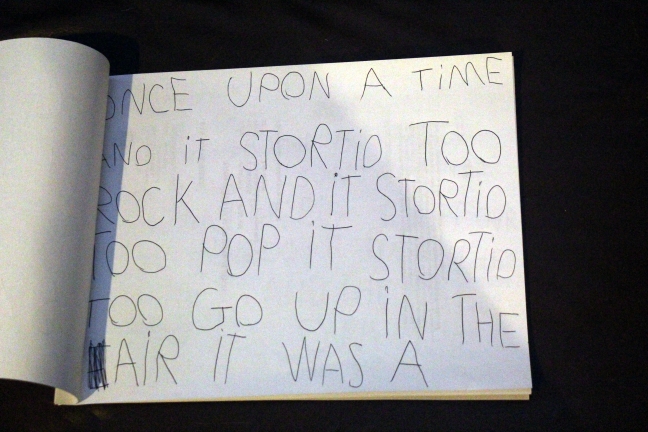 ONCE UPON A TiME
AND iT STORTiD TOO
ROCK AND iT STORTiD
TOO POP iT STORTiD
TOO GO UP iN THE
AiR iT WAS A